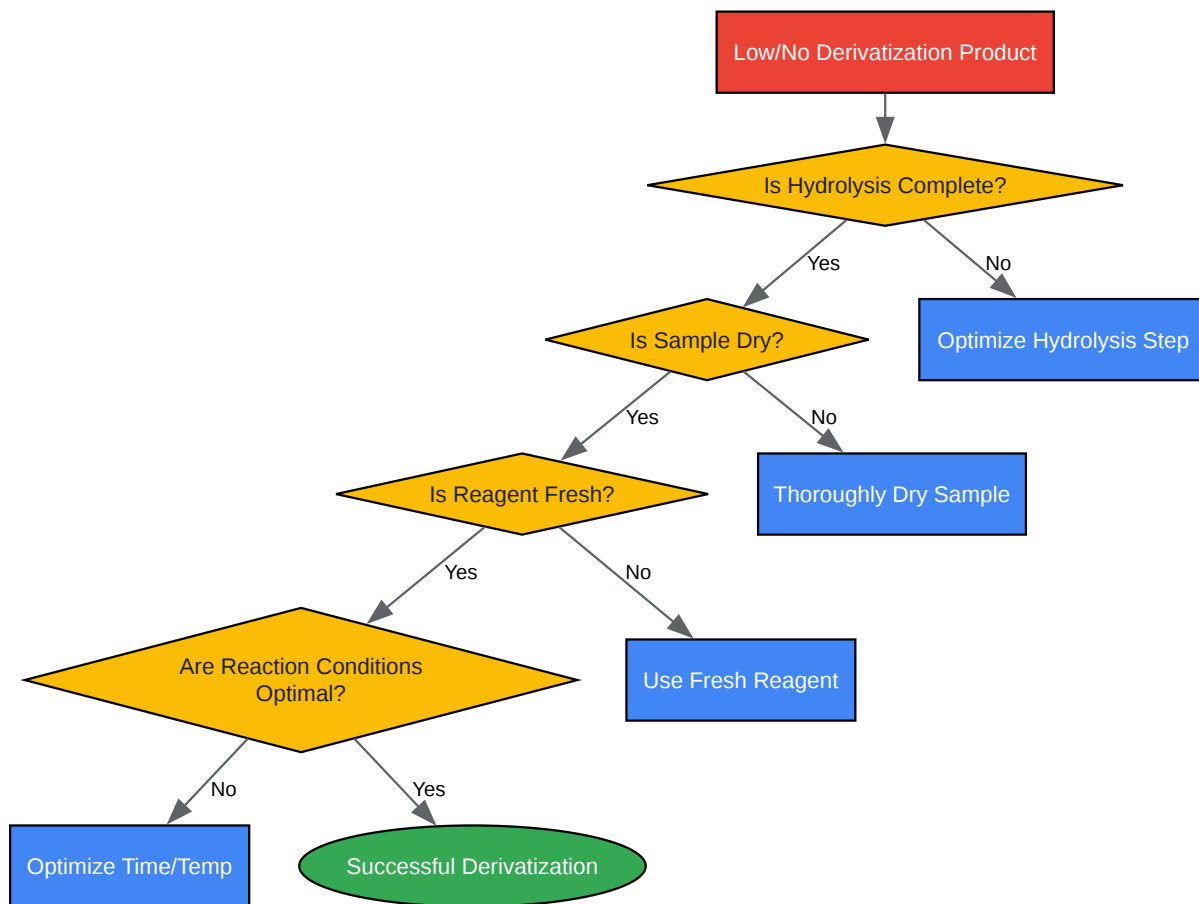 Low/No Derivatization Product
Is Hydrolysis Complete?
Yes
No
Is Sample Dry?
Optimize Hydrolysis Step
Yes
No
Is Reagent Fresh?
Thoroughly Dry Sample
Yes
No
Are Reaction Conditions
Optimal?
Use Fresh Reagent
No
Yes
Optimize Time/Temp
Successful Derivatization